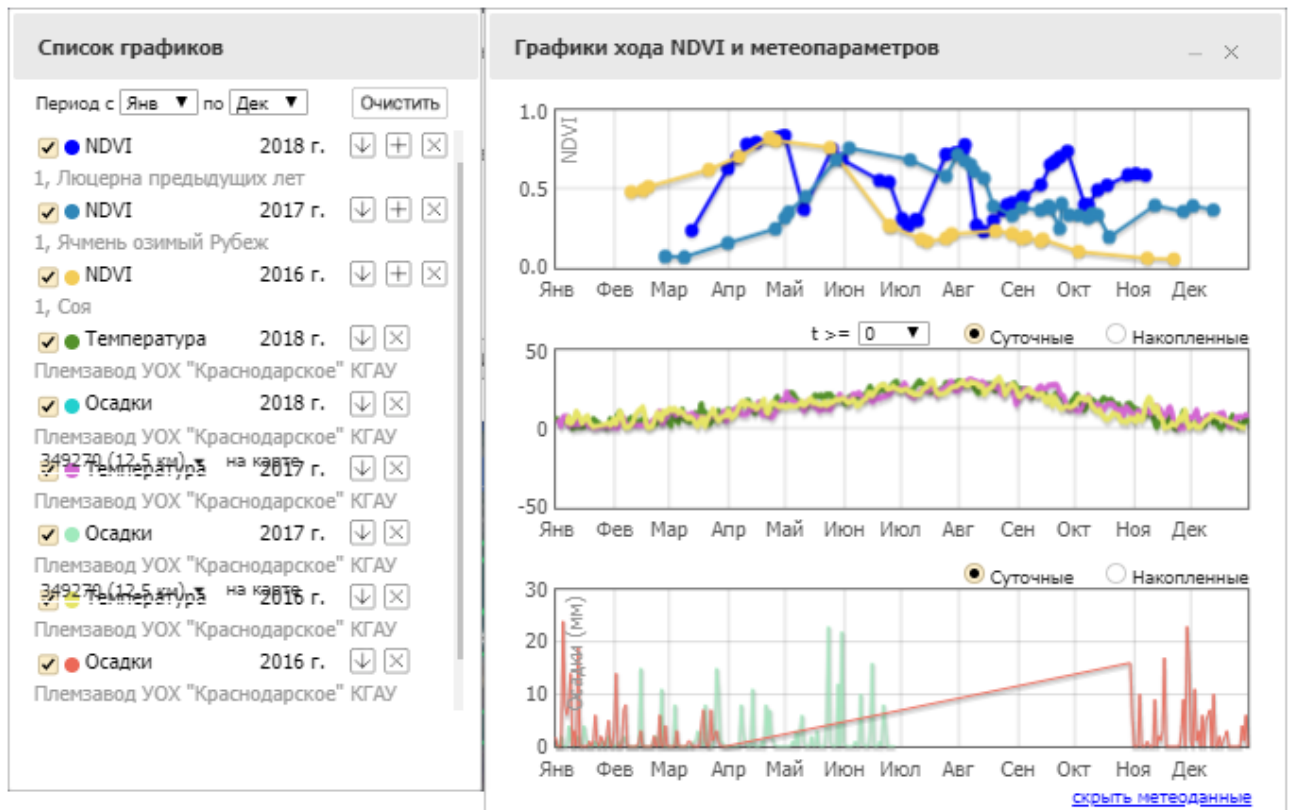 Список графиков
Период с Янв ▼ по Дек ▼ Очистить
NDVI 2018 г.
1, Люцерна предыдущих лет
NDVI 2017 г.
1, Ячмень озимый Рубеж
NDVI 2016 г.
1, Соя
Температура 2018 г.
Племзавод УОХ "Краснодарское" КГАУ
Осадки 2018 г.
Племзавод УОХ "Краснодарское" КГАУ
349270 (12.5 км) ▼ на карте
Температура 2017 г.
Племзавод УОХ "Краснодарское" КГАУ
Осадки 2017 г.
Племзавод УОХ "Краснодарское" КГАУ
349270 (12.5 км) ▼ на карте
Температура 2016 г.
Племзавод УОХ "Краснодарское" КГАУ
Осадки 2016 г.
Племзавод УОХ "Краснодарское" КГАУ
Графики хода NDVI и метеопараметров
NDVI
1.0
0.5
0.0
Янв Фев Мар Апр Май Июн Июл Авг Сен Окт Ноя Дек
t >= 0 ▼ Суточные Накопленные
50
0
-50
Янв Фев Мар Апр Май Июн Июл Авг Сен Окт Ноя Дек
Суточные Накопленные
Осадки (мм)
30
20
10
0
Янв Фев Мар Апр Май Июн Июл Авг Сен Окт Ноя Дек
скрыть метеоданные